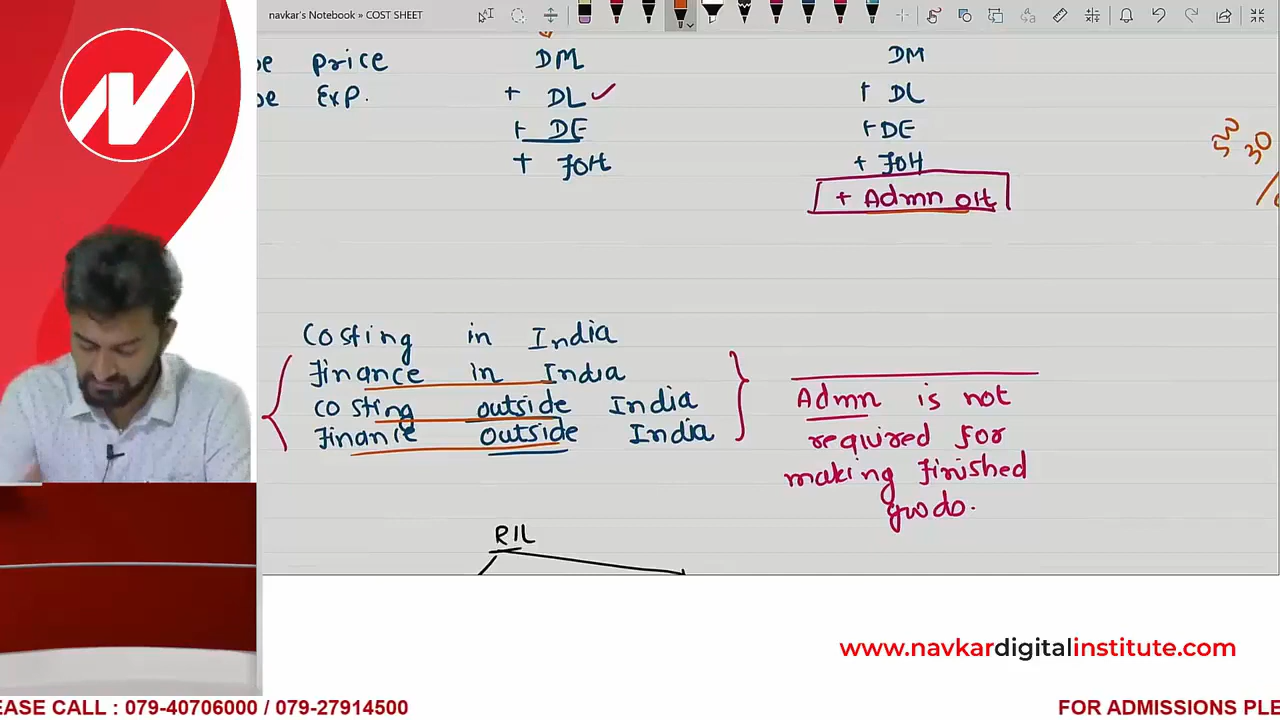 navkar's Notebook » COST SHEET
pe price
pe Exp.
DM
+ DL
+ DE
+ FOH
DM
+ DL
+ DE
+ FOH
+ Admn OH
30
Costing in India
Finance in India
Costing outside India
Finance outside India
Admn is not
required for
making finished
goods.
RIL
www.navkardigitalinstitute.com
EASE CALL : 079-40706000 / 079-27914500
FOR ADMISSIONS PLE